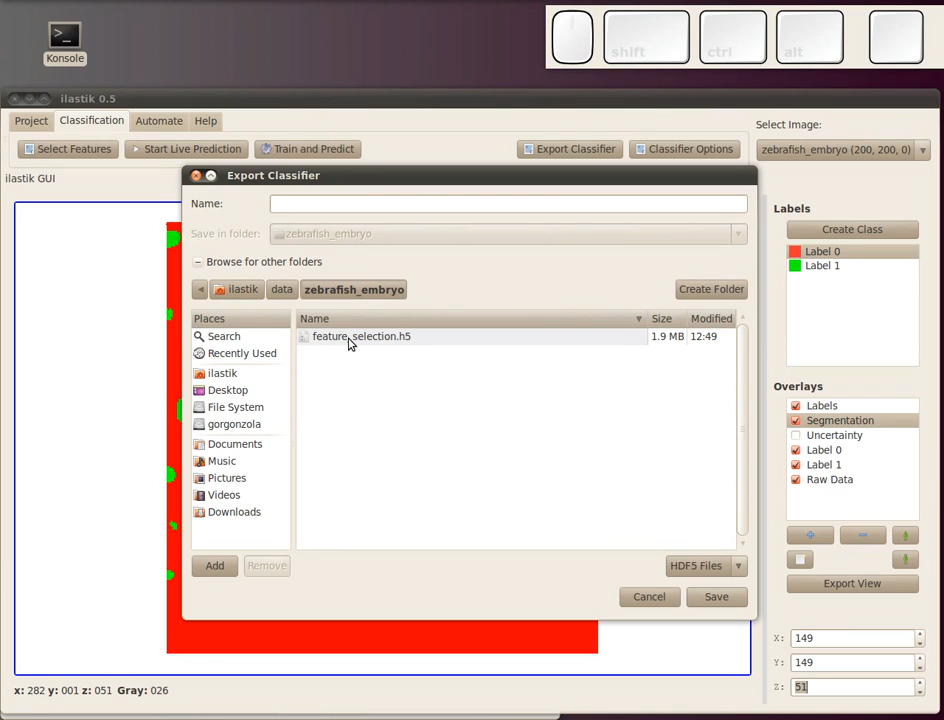 Konsole
shift ctrl alt
ilastik 0.5
Project Classification Automate Help
Select Features Start Live Prediction Train and Predict Export Classifier Classifier Options
Select Image:
zebrafish_embryo (200, 200, 0)
ilastik GUI
Export Classifier
Name:
Save in folder: zebrafish_embryo
Browse for other folders
ilastik data zebrafish_embryo Create Folder
Places
Search
Recently Used
ilastik
Desktop
File System
gorgonzola
Documents
Music
Pictures
Videos
Downloads
Name Size Modified
feature_selection.h5 1.9 MB 12:49
Add Remove HDF5 Files
Cancel Save
Labels
Create Class
Label 0
Label 1
Overlays
Labels
Segmentation
Uncertainty
Label 0
Label 1
Raw Data
Export View
X: 149
Y: 149
Z: 51
x: 282 y: 001 z: 051 Gray: 026